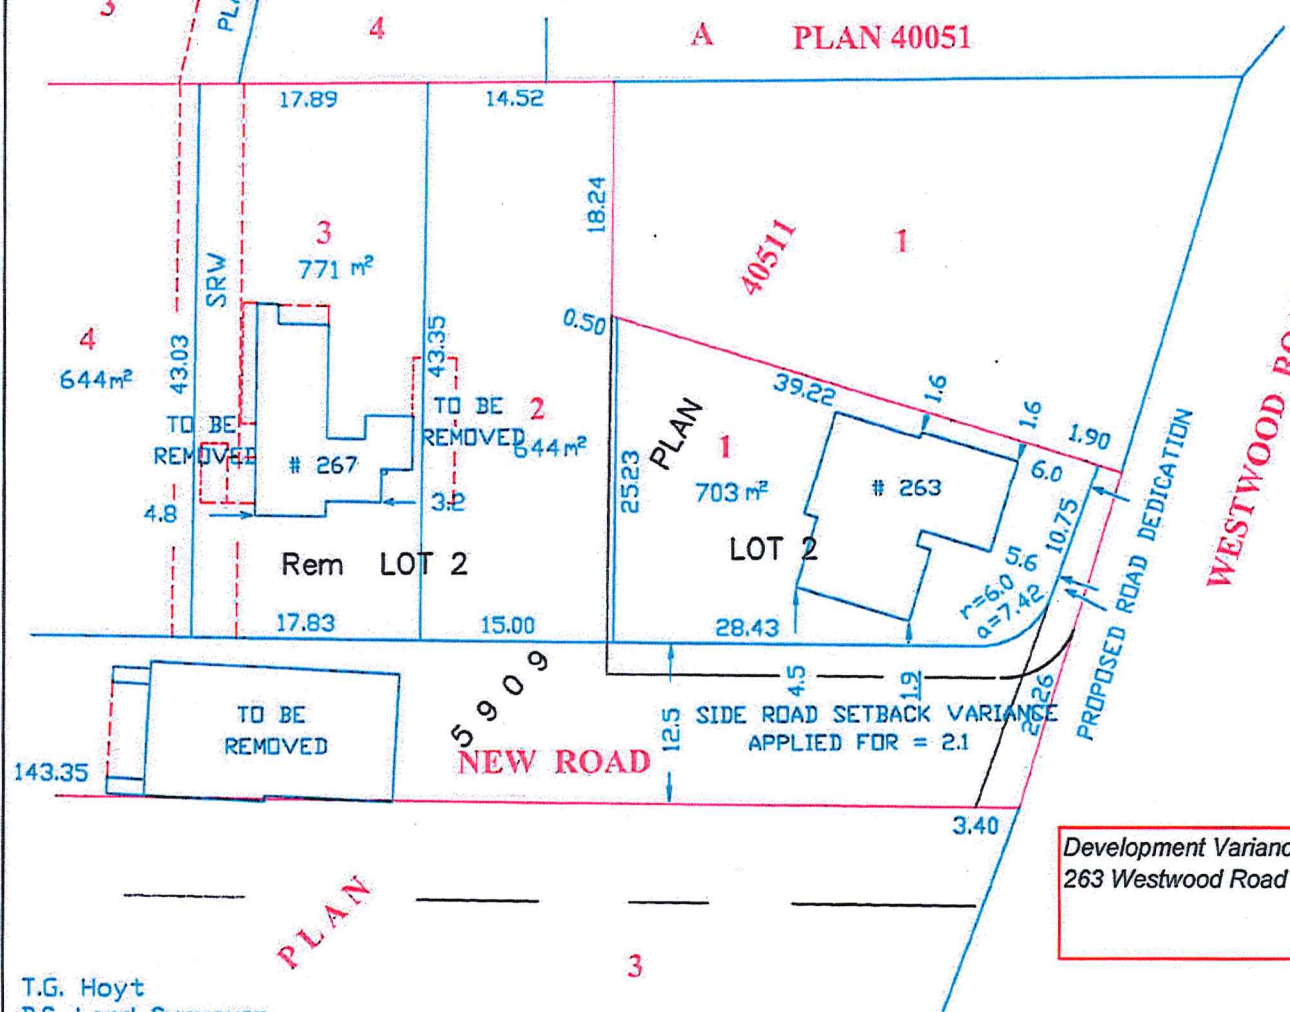 3
4
A
PLAN 40051
17.89
14.52
18.24
43.03
SRW
3
771 m²
40511
1
4
644m²
43.35
0.50
39.22
1.6
1.6
1.90
TO BE
REMOVED
TO BE
REMOVED
2
644m²
# 267
4.8
3.2
25.23
PLAN
1
703 m²
# 263
6.0
10.75
5.6
r=6.0
a=7.42
PROPOSED ROAD DEDICATION
WESTWOOD
Rem LOT 2
LOT 2
17.83
15.00
28.43
5909
4.5
1.9
12.5
SIDE ROAD SETBACK VARIANCE
APPLIED FOR = 2.1
TO BE
REMOVED
NEW ROAD
143.35
3.40
Development
263 Westwood Road
PLAN
3
T.G. Hoyt